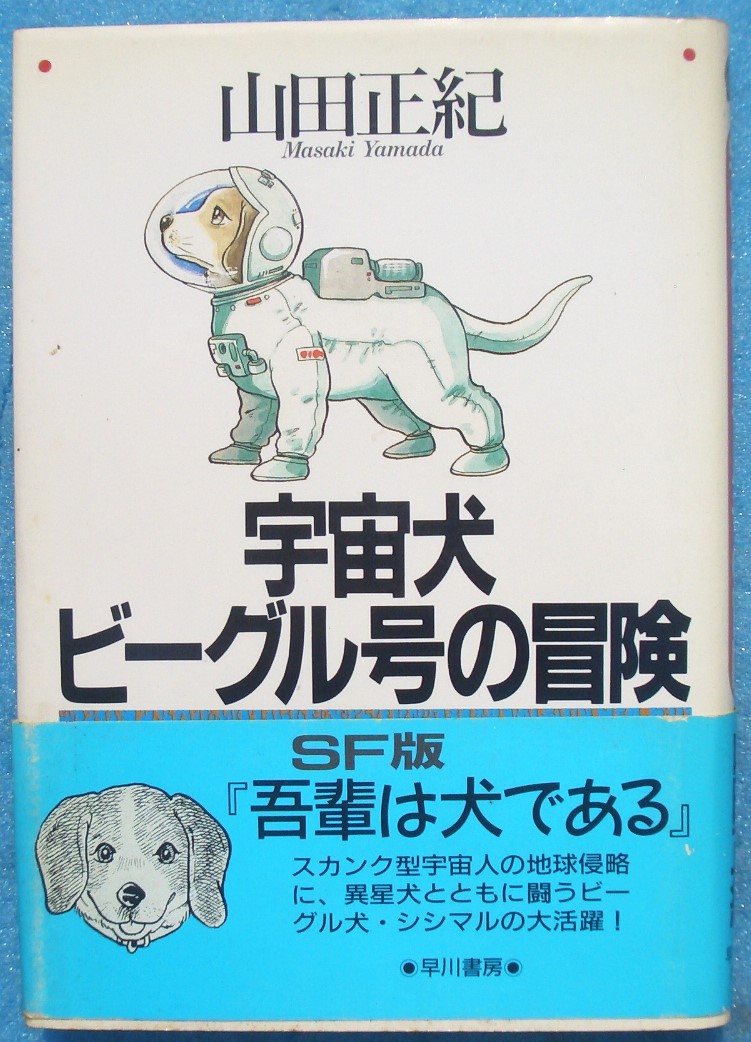 山田正紀
Masaki Yamada
宇宙犬
ビーグル号の冒険
SF版
『吾輩は犬である』
スカンク型宇宙人の地球侵略
に、異星犬とともに闘うビー
グル犬・シシマルの大活躍！
●早川書房●